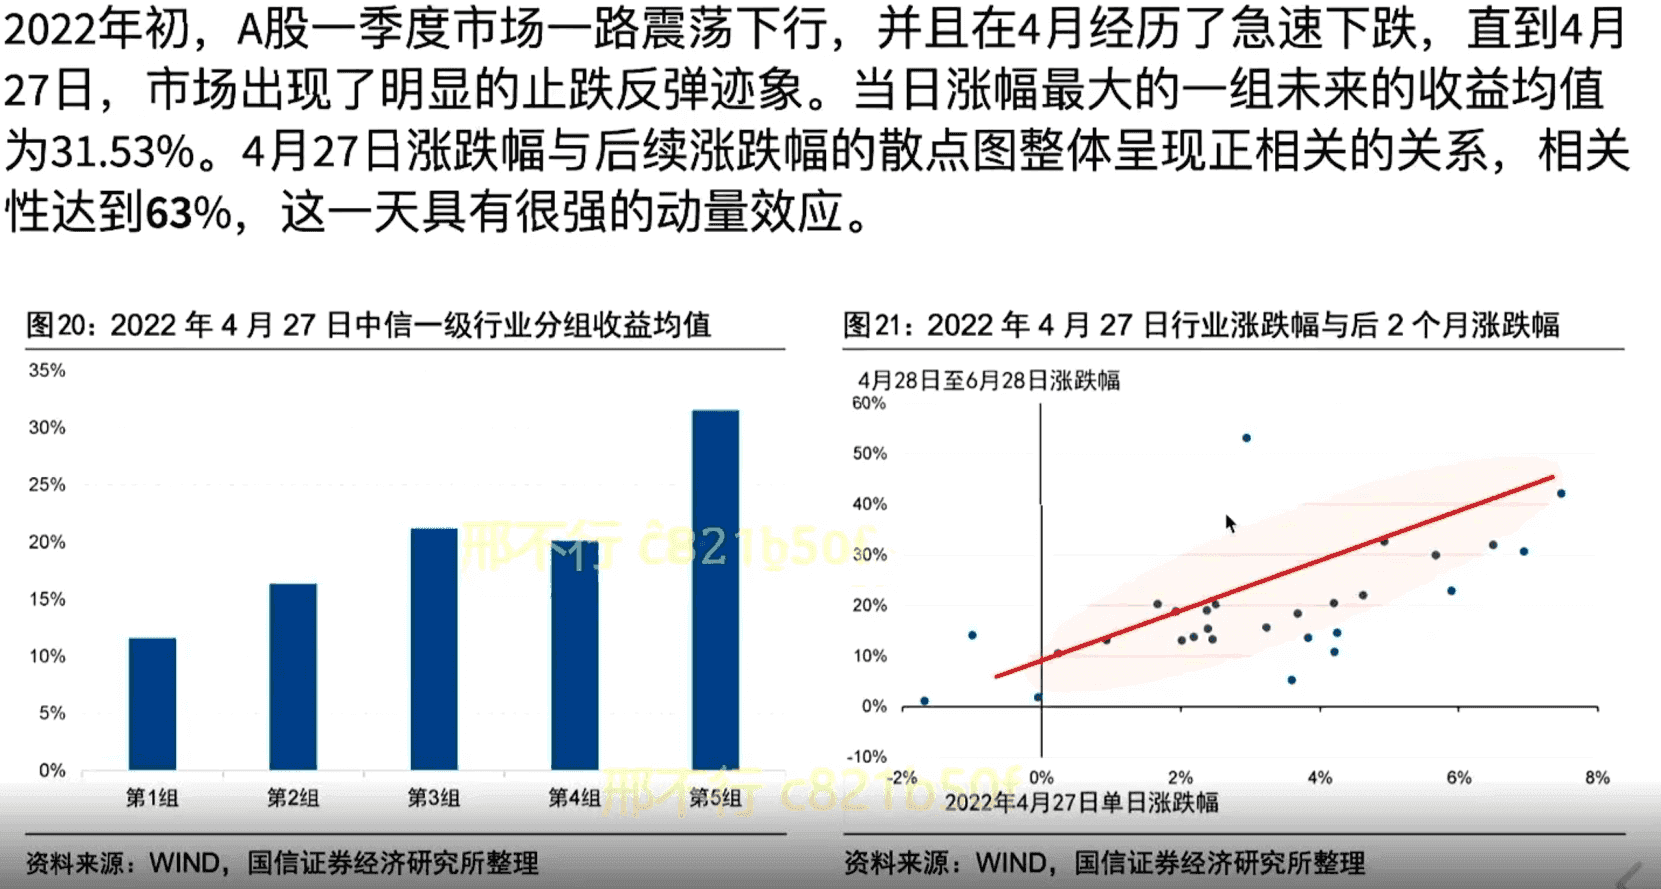 2022年初，A股一季度市场一路震荡下行，并且在4月经历了急速下跌，直到4月
27日，市场出现了明显的止跌反弹迹象。当日涨幅最大的一组未来的收益均值
为31.53%。4月27日涨跌幅与后续涨跌幅的散点图整体呈现正相关的关系，相关
性达到63%，这一天具有很强的动量效应。
图20：2022 年 4 月 27 日中信一级行业分组收益均值
35%
30%
25%
20%
15%
10%
5%
0%
第1组
第2组
第3组
第4组
第5组
资料来源：WIND，国信证券经济研究所整理
图21：2022 年 4 月 27 日行业涨跌幅与后 2 个月涨跌幅
4月28日至6月28日涨跌幅
60%
50%
40%
30%
20%
10%
0%
-10%
-2%
0%
2%
4%
6%
8%
2022年4月27日单日涨跌幅
资料来源：WIND，国信证券经济研究所整理
邢不行 c821b50f
邢不行 c821b50f